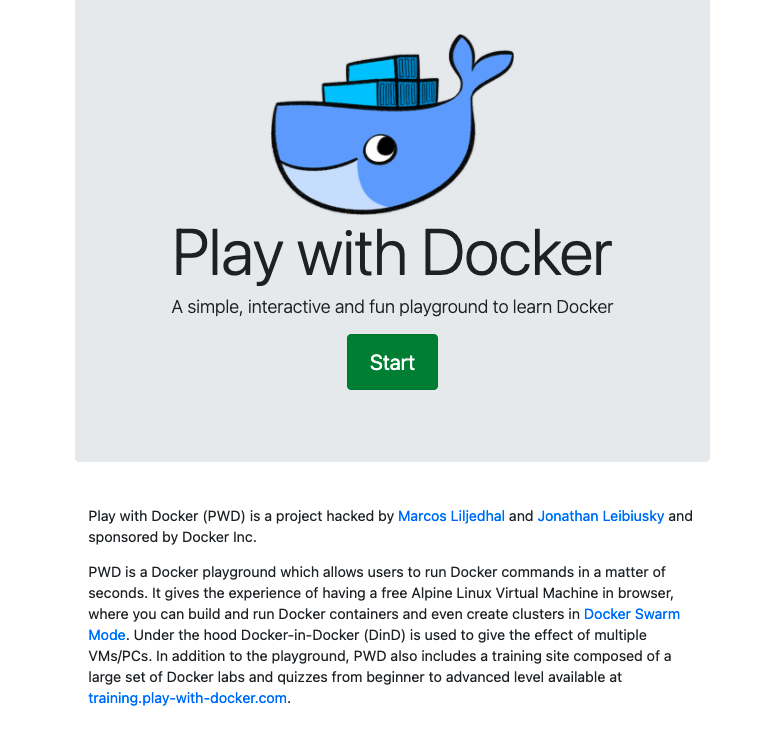 Play with Docker
A simple, interactive and fun playground to learn Docker
Start
Play with Docker (PWD) is a project hacked by Marcos Liljedhal and Jonathan Leibiusky and
sponsored by Docker Inc.
PWD is a Docker playground which allows users to run Docker commands in a matter of
seconds. It gives the experience of having a free Alpine Linux Virtual Machine in browser,
where you can build and run Docker containers and even create clusters in Docker Swarm
Mode. Under the hood Docker-in-Docker (DinD) is used to give the effect of multiple
VMs/PCs. In addition to the playground, PWD also includes a training site composed of a
large set of Docker labs and quizzes from beginner to advanced level available at
training.play-with-docker.com.